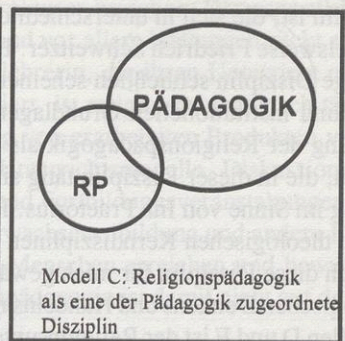 PÄDAGOGIK
RP
Modell C: Religionspädagogik
als eine der Pädagogik zugeordnete
Disziplin